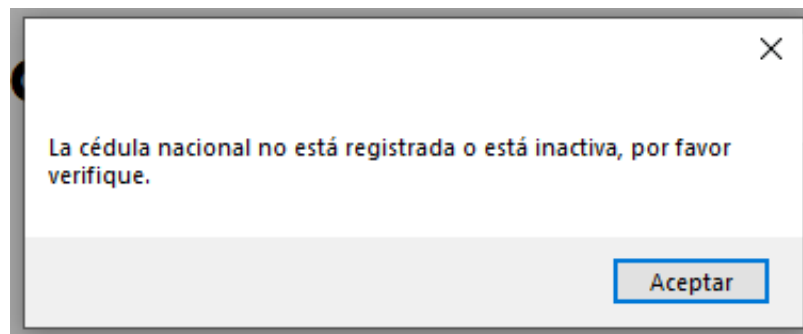 La cédula nacional no está registrada o está inactiva, por favor
verifique.
Aceptar